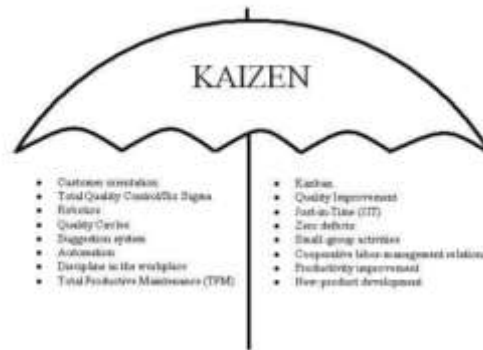 KAIZEN
Customer orientation
Total Quality Control/Six Sigma
Robotics
Quality Circles
Suggestion system
Automation
Discipline in the workplace
Total Productive Maintenance (TPM)
Kanban
Quality Improvement
Just-in-Time (JIT)
Zero defects
Small-group activities
Cooperative labor-management relation
Productivity improvement
New-product development